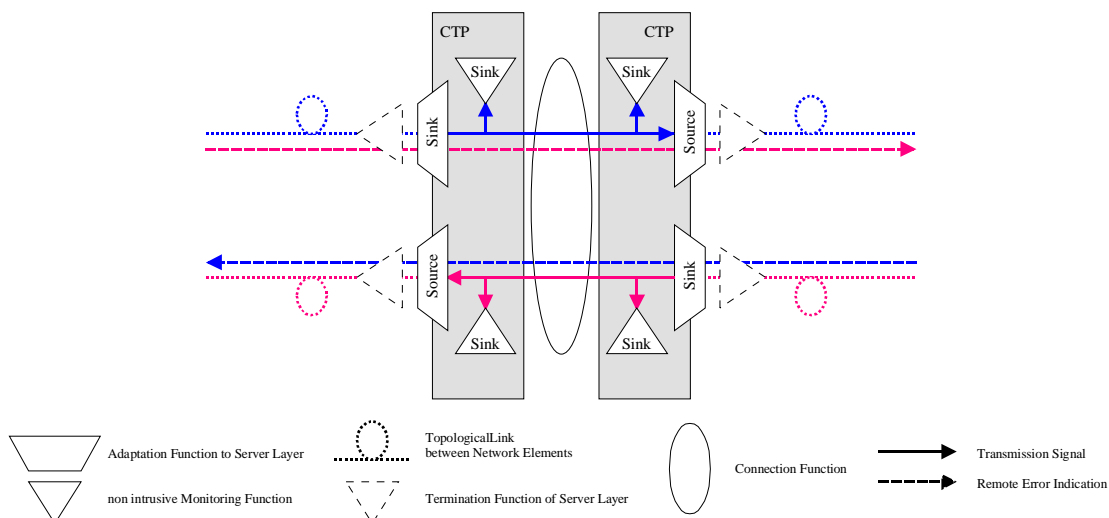 CTP
CTP
Sink
Sink
Sink
Source
Source
Sink
Sink
Sink
Adaptation Function to Server Layer
TopologicalLink
between Network Elements
Connection Function
Transmission Signal
non intrusive Monitoring Function
Termination Function of Server Layer
Remote Error Indication